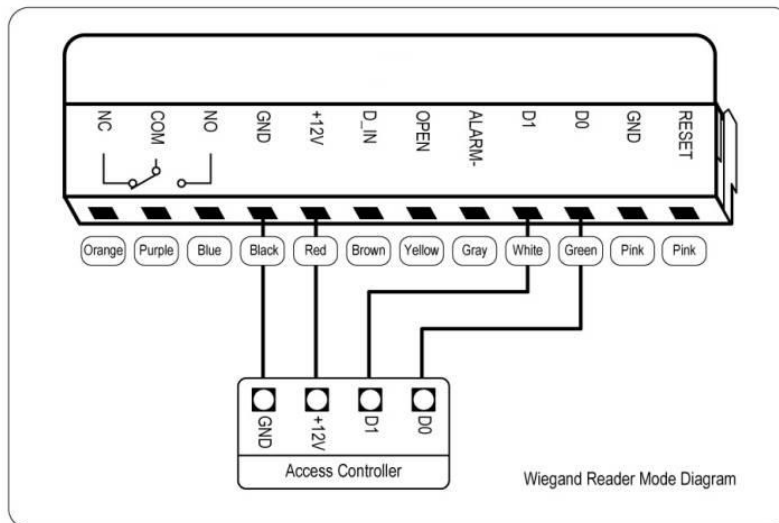 NC COM NO GND +12V D_IN OPEN ALARM- D1 D0 GND RESET
Orange Purple Blue Black Red Brown Yellow Gray White Green Pink Pink
GND +12V D1 D0
Access Controller
Wiegand Reader Mode Diagram